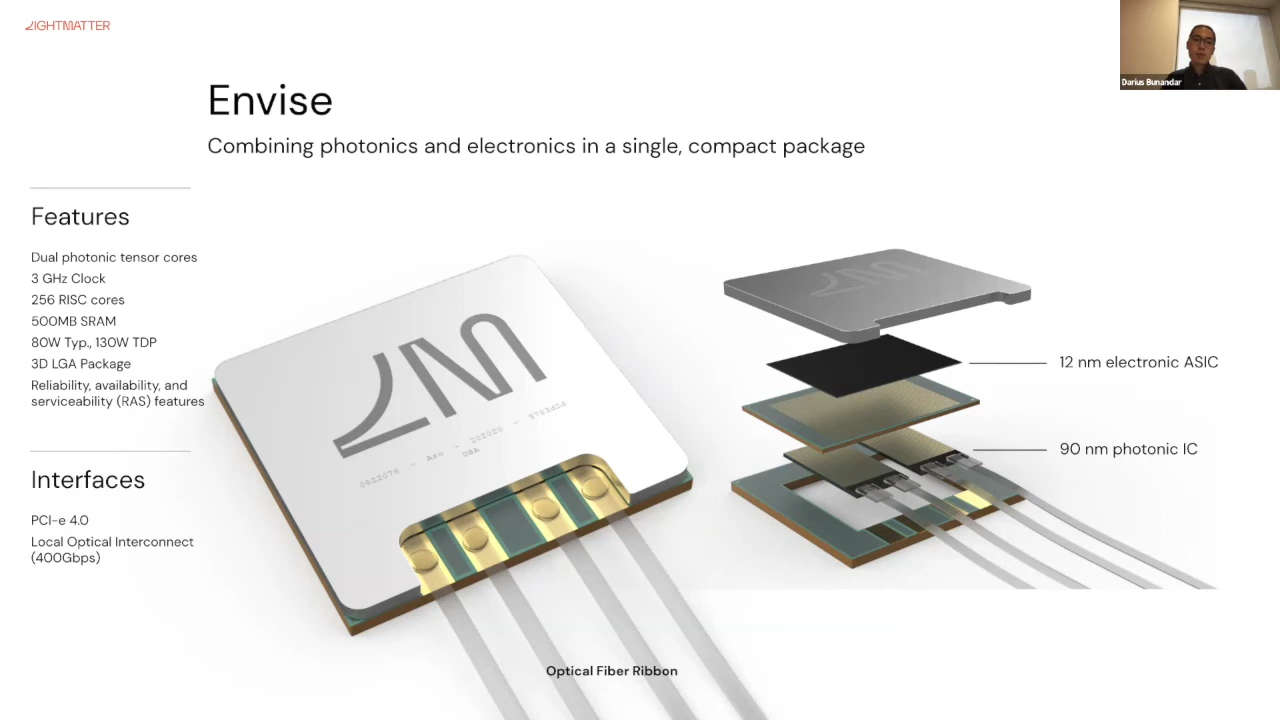 LIGHTMATTER
Darius Bunandar
Envise
Combining photonics and electronics in a single, compact package
Features
Dual photonic tensor cores
3 GHz Clock
256 RISC cores
500MB SRAM
80W Typ., 130W TDP
3D LGA Package
Reliability, availability, and
serviceability (RAS) features
Interfaces
PCI-e 4.0
Local Optical Interconnect
(400Gbps)
USA
12 nm electronic ASIC
90 nm photonic IC
Optical Fiber Ribbon